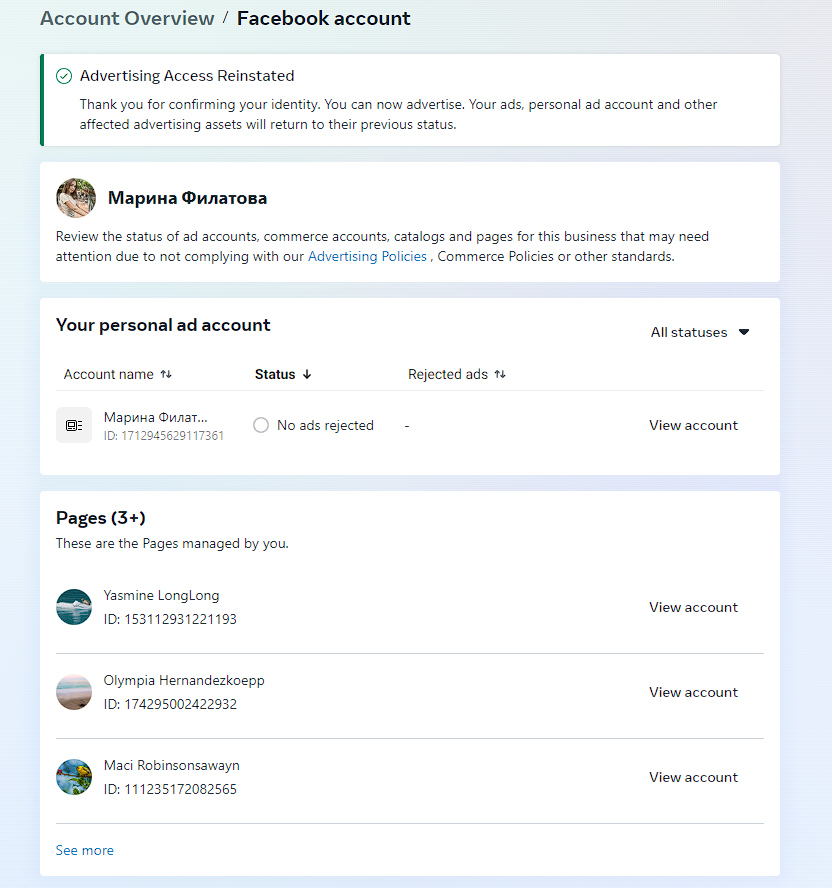 Account Overview / Facebook account
Advertising Access Reinstated
Thank you for confirming your identity. You can now advertise. Your ads, personal ad account and other
affected advertising assets will return to their previous status.
Марина Филатова
Review the status of ad accounts, commerce accounts, catalogs and pages for this business that may need
attention due to not complying with our Advertising Policies , Commerce Policies or other standards.
Your personal ad account
All statuses
Account name Status Rejected ads
Марина Филат...
ID: 1712945629117361
No ads rejected - View account
Pages (3+)
These are the Pages managed by you.
Yasmine LongLong
ID: 153112931221193
View account
Olympia Hernandezkoepp
ID: 174295002422932
View account
Maci Robinsonsawayn
ID: 111235172082565
View account
See more